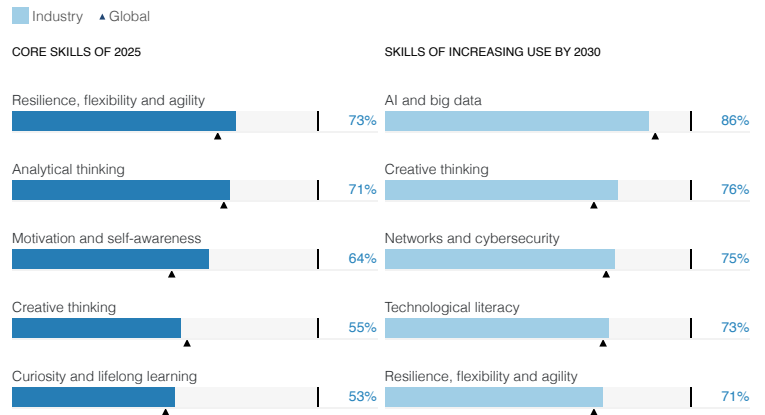 Industry Global
CORE SKILLS OF 2025
Resilience, flexibility and agility
73%
Analytical thinking
71%
Motivation and self-awareness
64%
Creative thinking
55%
Curiosity and lifelong learning
53%
SKILLS OF INCREASING USE BY 2030
AI and big data
86%
Creative thinking
76%
Networks and cybersecurity
75%
Technological literacy
73%
Resilience, flexibility and agility
71%